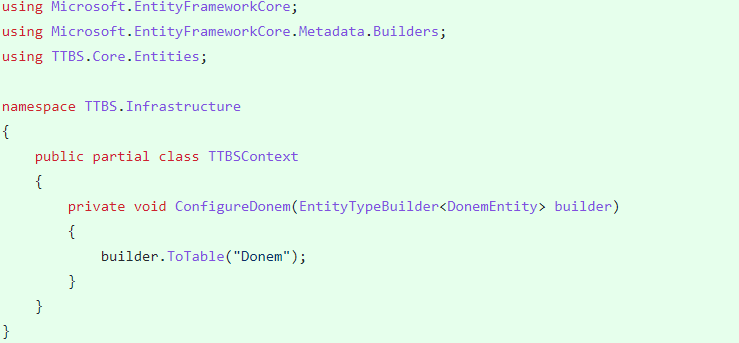 using Microsoft.EntityFrameworkCore;
using Microsoft.EntityFrameworkCore.Metadata.Builders;
using TTBS.Core.Entities;
namespace TTBS.Infrastructure
{
public partial class TTBSContext
{
private void ConfigureDonem(EntityTypeBuilder<DonemEntity> builder)
{
builder.ToTable("Donem");
}
}
}